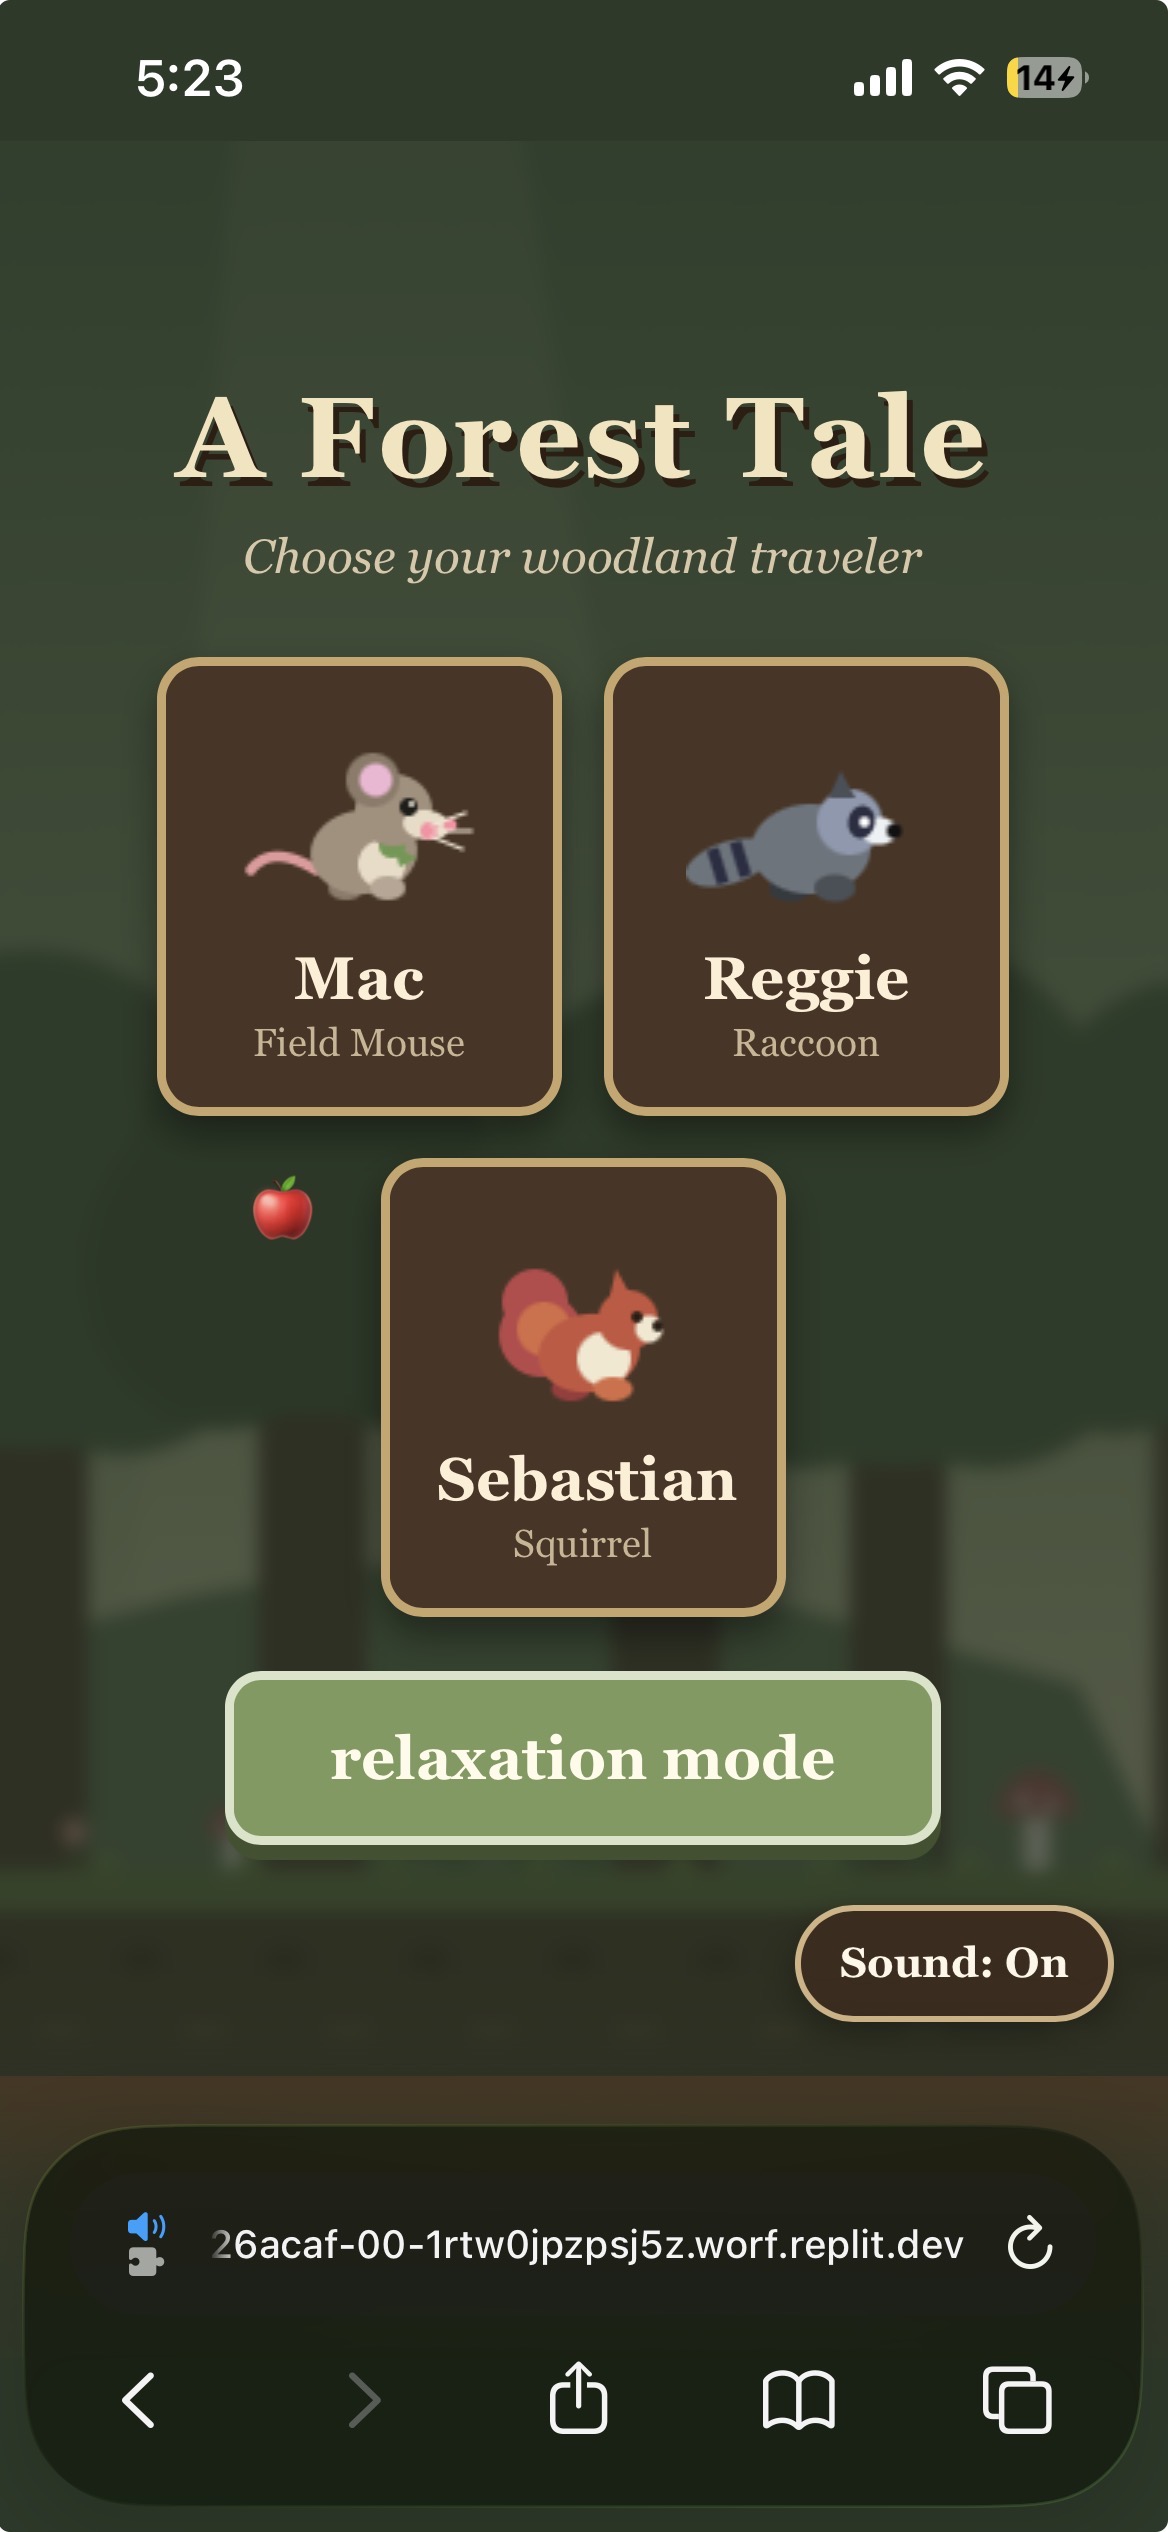 5:23
14
A Forest Tale
Choose your woodland traveler
Mac
Field Mouse
Reggie
Raccoon
Sebastian
Squirrel
relaxation mode
Sound: On
26acaf-00-1rtw0jpzpsj5z.worf.replit.dev